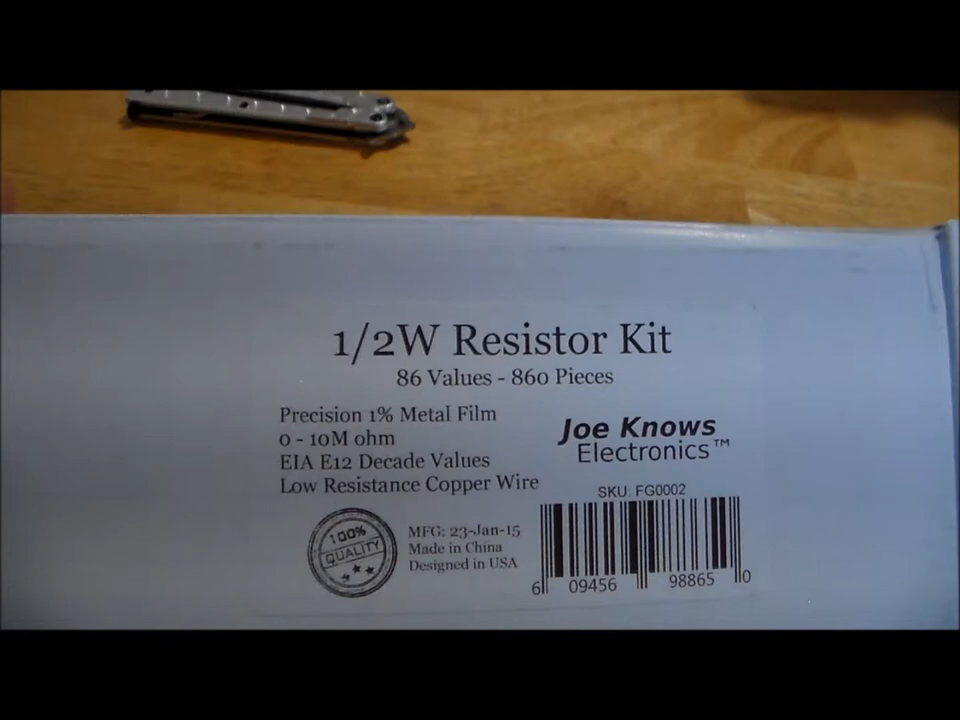 1/2W Resistor Kit
86 Values - 860 Pieces
Precision 1% Metal Film
0 - 10M ohm
EIA E12 Decade Values
Low Resistance Copper Wire
Joe Knows
Electronics™
SKU: FG0002
100%
QUALITY
MFG: 23-Jan-15
Made in China
Designed in USA
6 09456 98865 0